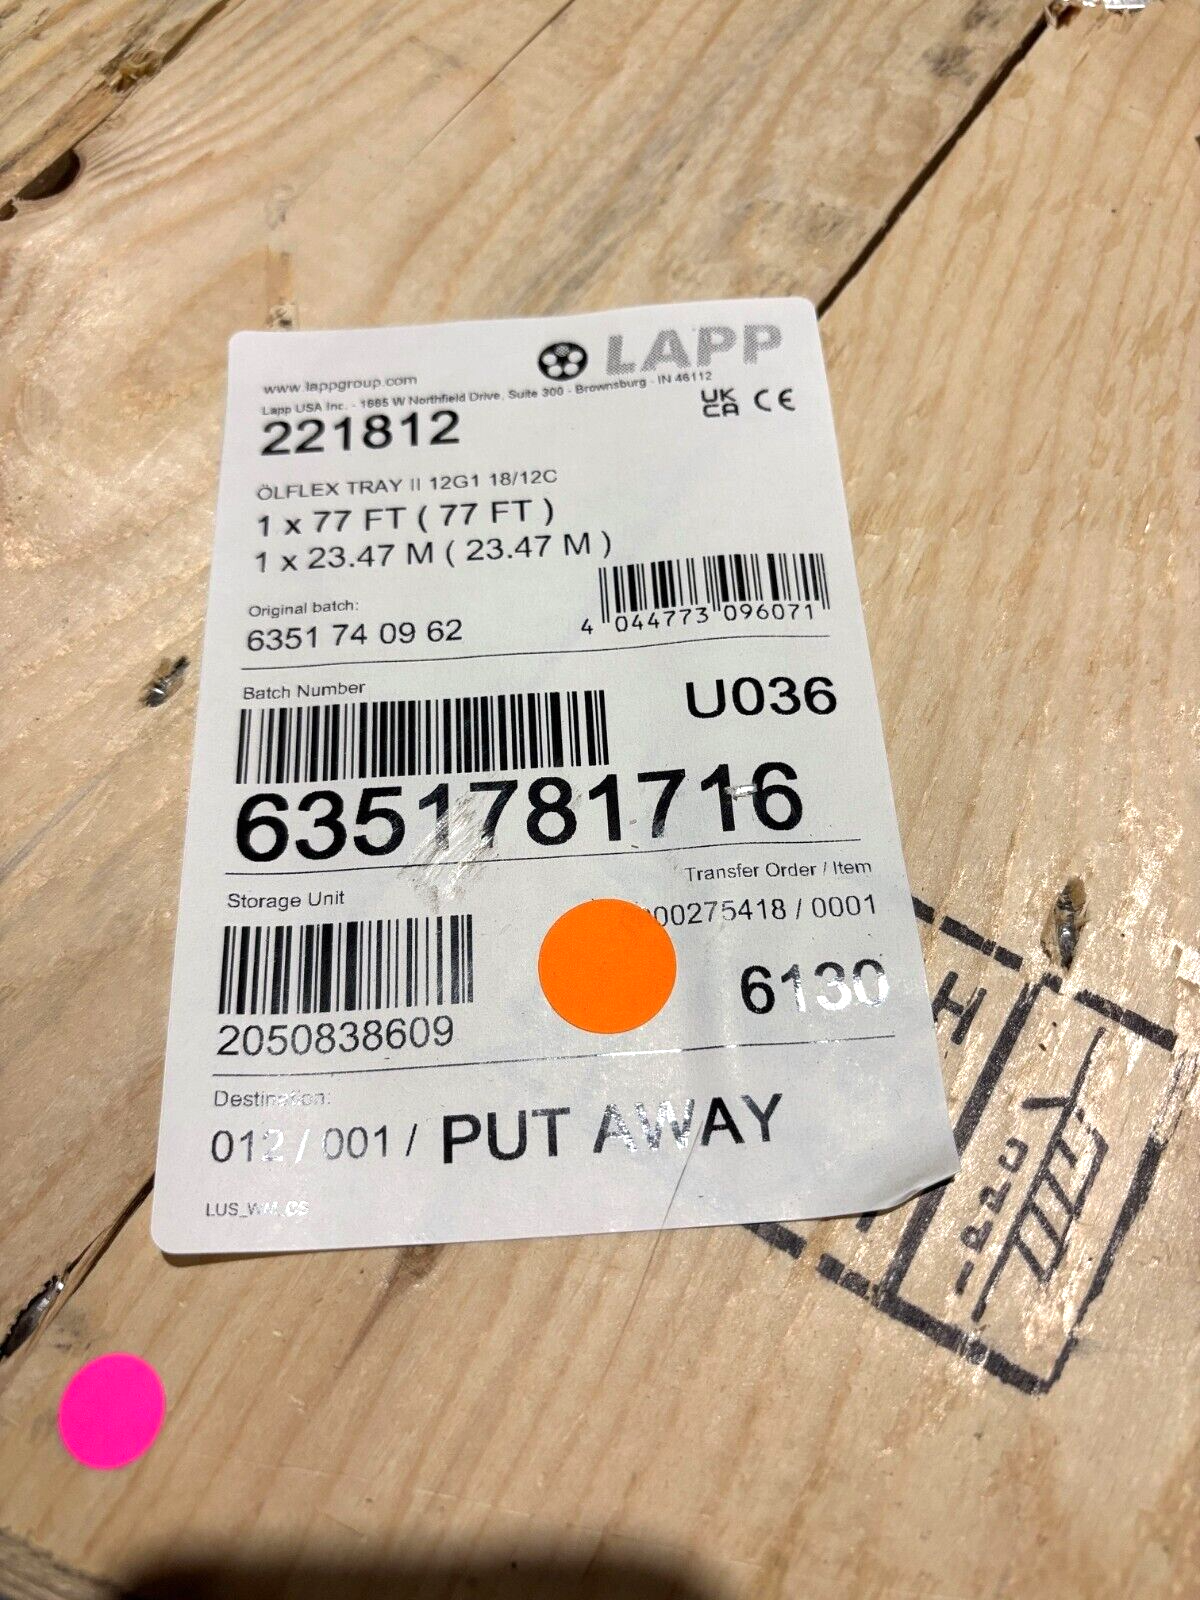 LAPP
www.lappgroup.com
Lapp USA Inc. - 1665 W Northfield Drive, Suite 300 - Brownsburg - IN 46112
UK
CA CE
221812
ÖLFLEX TRAY II 12G1 18/12C
1 x 77 FT ( 77 FT )
1 x 23.47 M ( 23.47 M )
Original batch:
6351 74 0 09 62
4 044773 096071
Batch Number
U036
6351781716
Storage Unit
Transfer Order / Item
00275418 / 0001
2050838609
6130
Destination:
012 / 001 / PUT AWAY
H